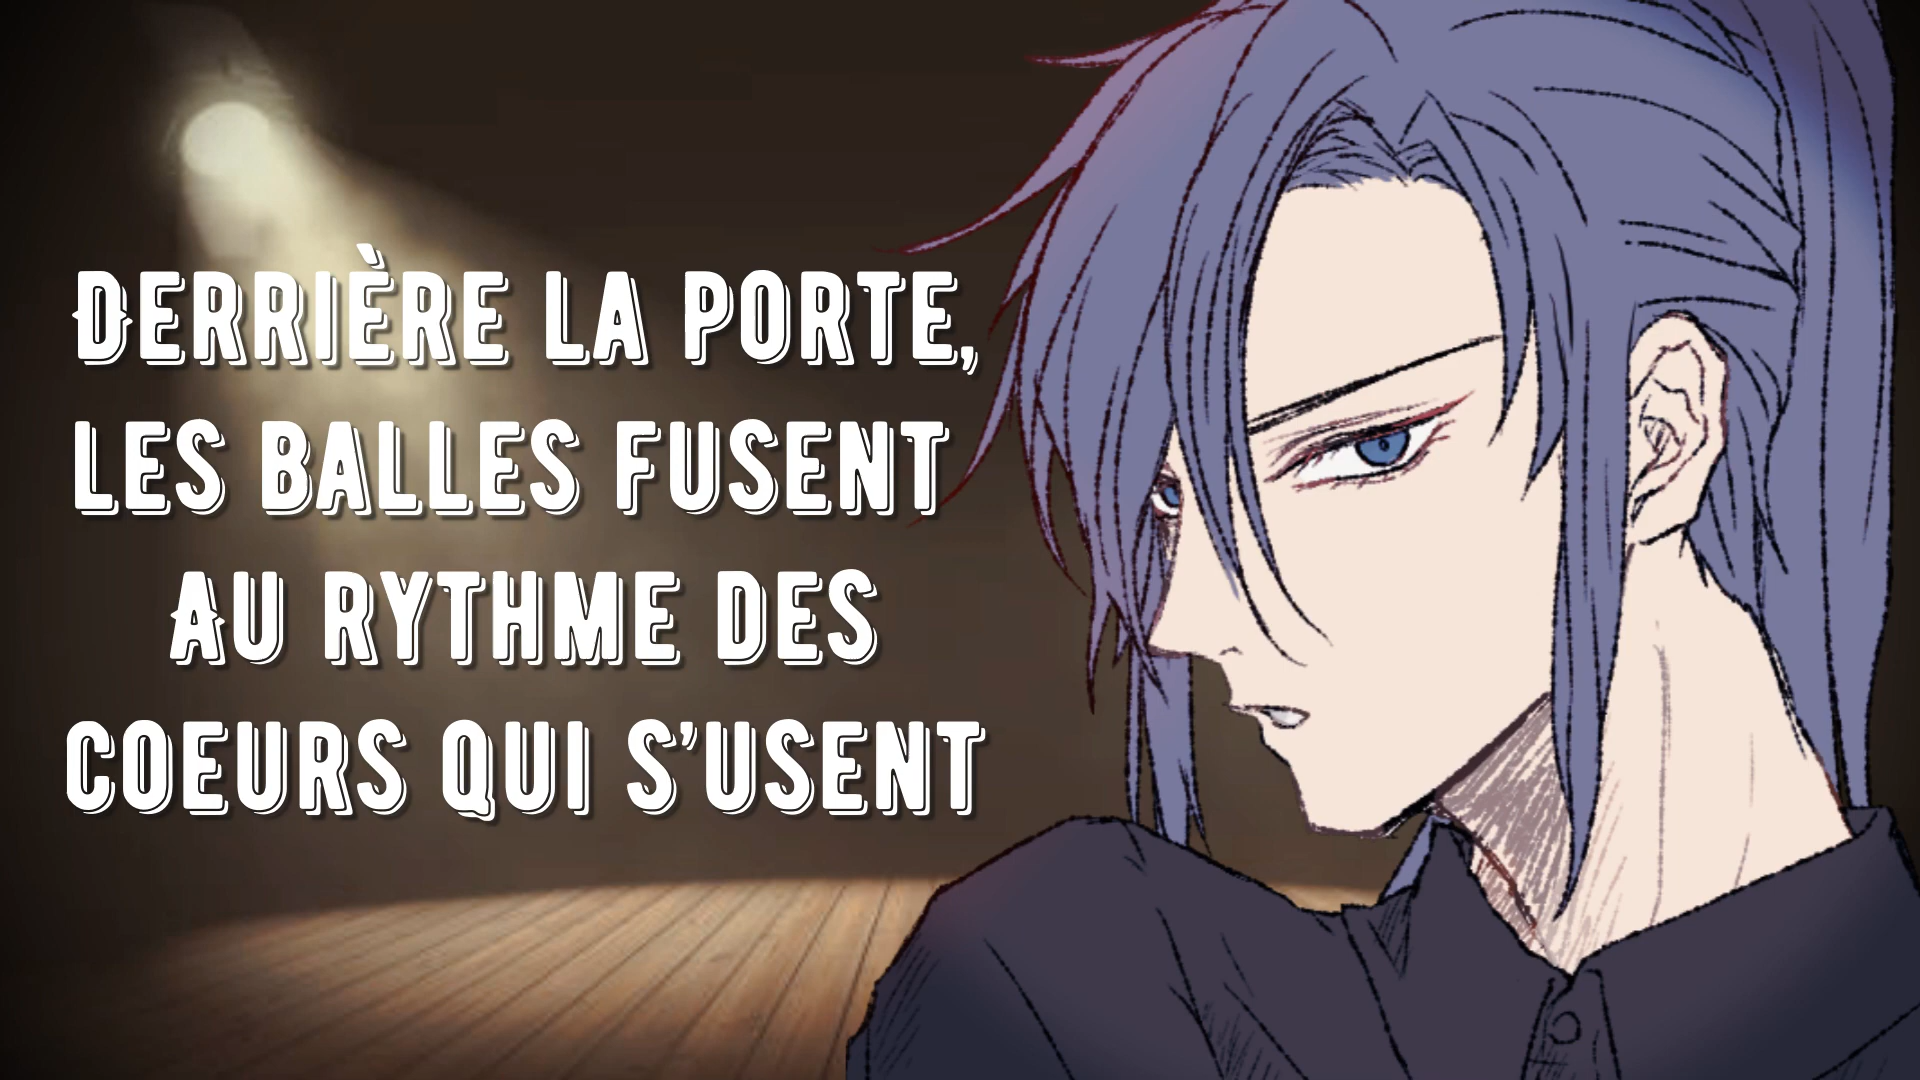 Derrière la porte,
les balles fusent
Au rythme des
coeurs qui s'usent